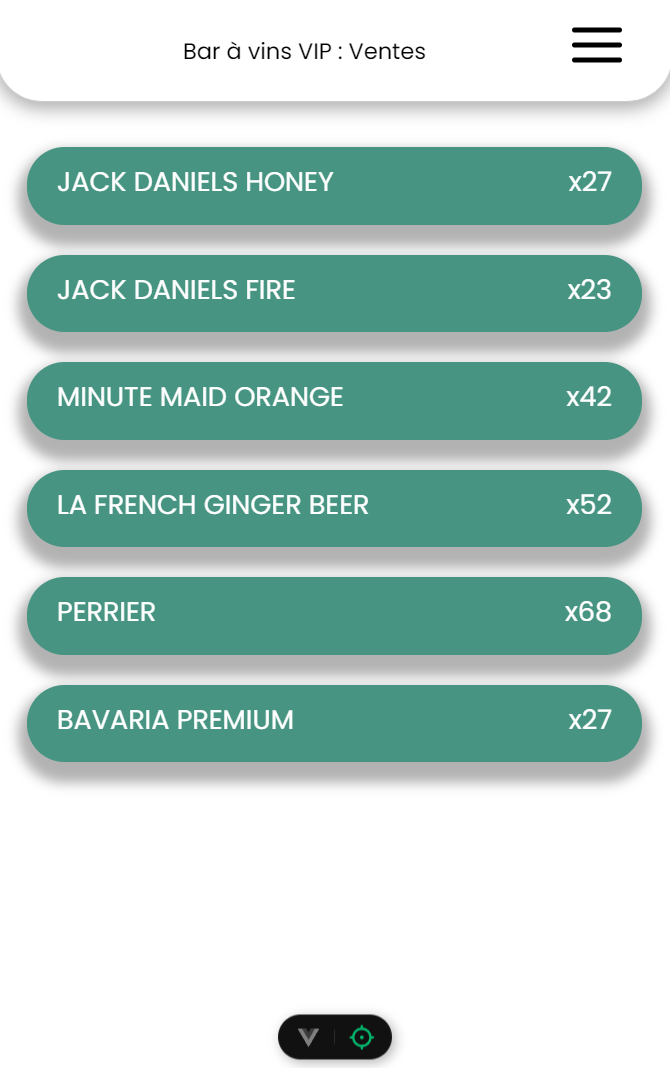 Bar à vins VIP : Ventes
JACK DANIELS HONEY x27
JACK DANIELS FIRE x23
MINUTE MAID ORANGE x42
LA FRENCH GINGER BEER x52
PERRIER x68
BAVARIA PREMIUM x27